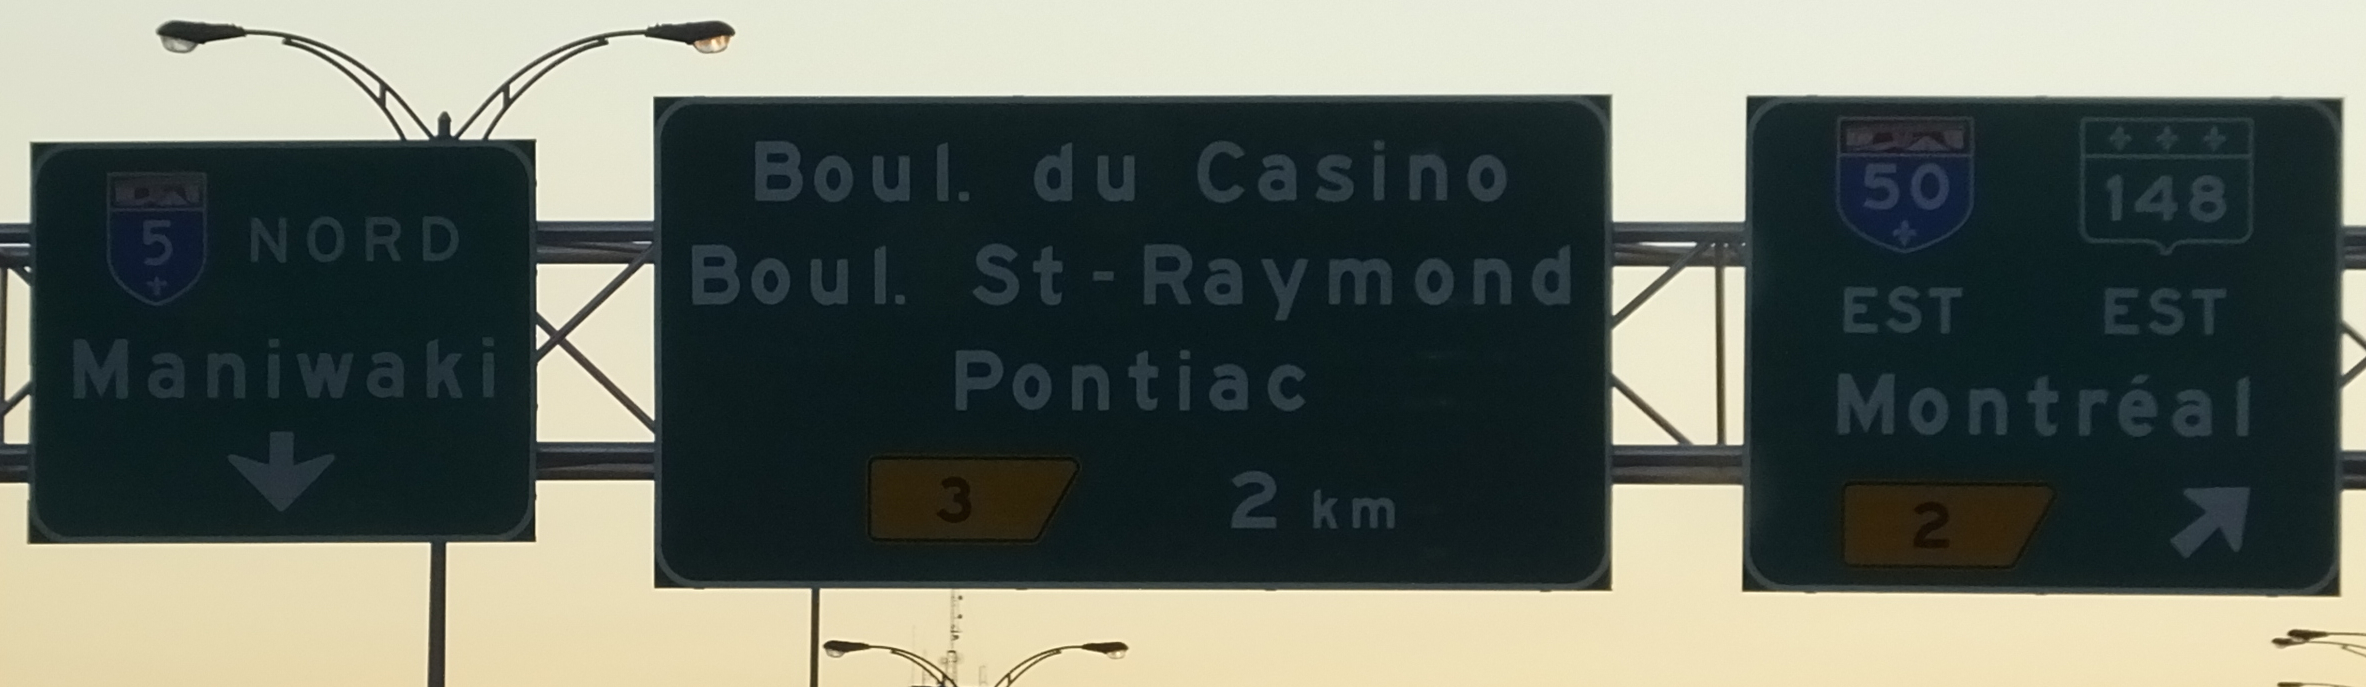 5 NORD
Maniwaki
Boul. du Casino
Boul. St-Raymond
Pontiac
3 2 km
50 148
EST EST
Montréal
2